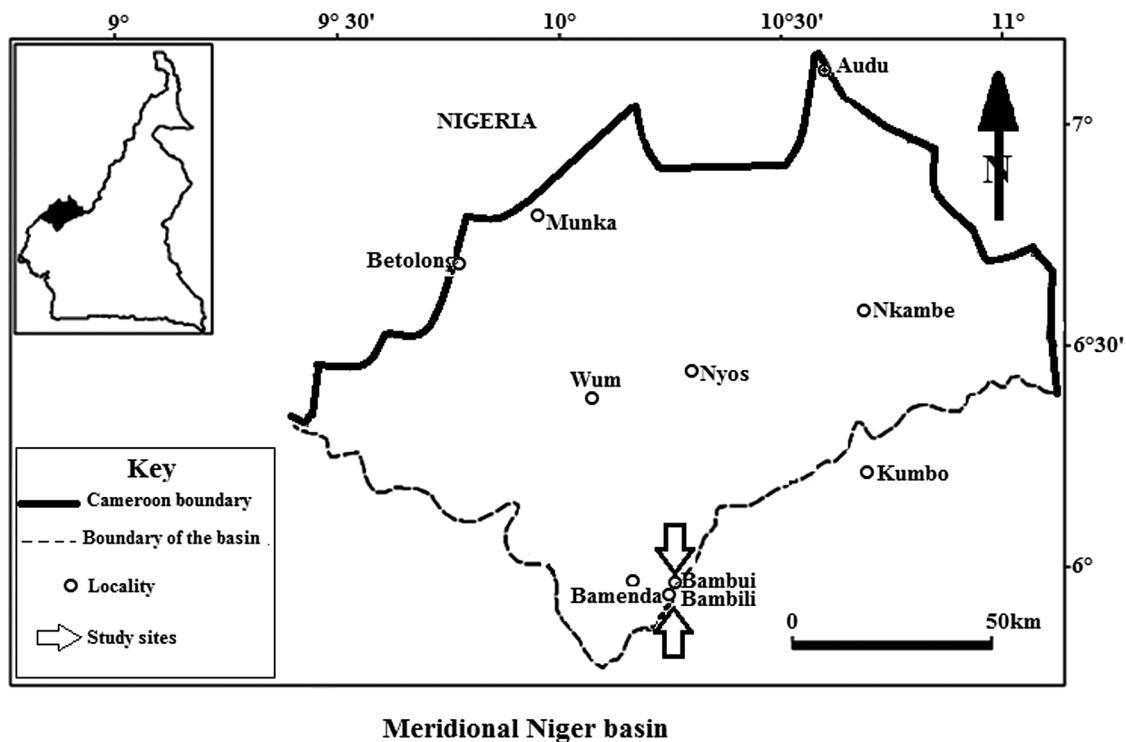 9° 9° 30' 10° 10° 30' 11°
Audu
NIGERIA
7°
N
Munka
Betolons
Nkambe
6° 30'
Wum
Nyos
Key
Cameroon boundary
Boundary of the basin
Locality
Study sites
Kumbo
6°
Bambui
Bamenda
Bambili
0 50km
Meridional Niger basin